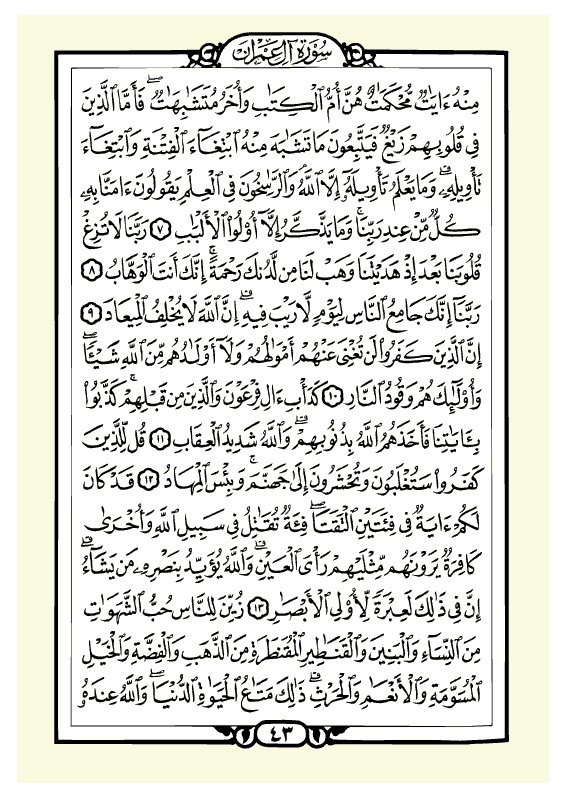 سُورَةُ آلِ عِمْرَانَ
مِنْهُ ءَايَٰتٌ مُّحْكَمَٰتٌ هُنَّ أُمُّ ٱلْكِتَٰبِ وَأُخَرُ مُتَشَٰبِهَٰتٌ ۖ فَأَمَّا ٱلَّذِينَ
فِى قُلُوبِهِمْ زَيْغٌ فَيَتَّبِعُونَ مَا تَشَٰبَهَ مِنْهُ ٱبْتِغَآءَ ٱلْفِتْنَةِ وَٱبْتِغَآءَ
تَأْوِيلِهِۦ ۗ وَمَا يَعْلَمُ تَأْوِيلَهُۥٓ إِلَّا ٱللَّهُ ۗ وَٱلرَّٰسِخُونَ فِى ٱلْعِلْمِ يَقُولُونَ ءَامَنَّا بِهِۦ
كُلٌّ مِّنْ عِندِ رَبِّنَا ۗ وَمَا يَذَّكَّرُ إِلَّآ أُو۟لُوا۟ ٱلْأَلْبَٰبِ ٧ رَبَّنَا لَا تُزِغْ
قُلُوبَنَا بَعْدَ إِذْ هَدَيْتَنَا وَهَبْ لَنَا مِن لَّدُنكَ رَحْمَةً ۚ إِنَّكَ أَنتَ ٱلْوَهَّابُ ٨
رَبَّنَآ إِنَّكَ جَامِعُ ٱلنَّاسِ لِيَوْمٍ لَّا رَيْبَ فِيهِ ۚ إِنَّ ٱللَّهَ لَا يُخْلِفُ ٱلْمِيعَادَ ٩
إِنَّ ٱلَّذِينَ كَفَرُوا۟ لَن تُغْنِىَ عَنْهُمْ أَمْوَٰلُهُمْ وَلَآ أَوْلَٰدُهُم مِّنَ ٱللَّهِ شَيْـًٔا ۖ
وَأُو۟لَٰٓئِكَ هُمْ وَقُودُ ٱلنَّارِ ١٠ كَدَأْبِ ءَالِ فِرْعَوْنَ وَٱلَّذِينَ مِن قَبْلِهِمْ ۚ كَذَّبُوا۟
بِـَٔايَٰتِنَا فَأَخَذَهُمُ ٱللَّهُ بِذُنُوبِهِمْ ۗ وَٱللَّهُ شَدِيدُ ٱلْعِقَابِ ١١ قُل لِّلَّذِينَ
كَفَرُوا۟ سَتُغْلَبُونَ وَتُحْشَرُونَ إِلَىٰ جَهَنَّمَ ۚ وَبِئْسَ ٱلْمِهَادُ ١٢ قَدْ كَانَ
لَكُمْ ءَايَةٌ فِى فِئَتَيْنِ ٱلْتَقَتَا ۖ فِئَةٌ تُقَٰتِلُ فِى سَبِيلِ ٱللَّهِ وَأُخْرَىٰ
كَافِرَةٌ يَرَوْنَهُم مِّثْلَيْهِمْ رَأْىَ ٱلْعَيْنِ ۚ وَٱللَّهُ يُؤَيِّدُ بِنَصْرِهِۦ مَن يَشَآءُ ۗ
إِنَّ فِى ذَٰلِكَ لَعِبْرَةً لِّأُو۟لِى ٱلْأَبْصَٰرِ ١٣ زُيِّنَ لِلنَّاسِ حُبُّ ٱلشَّهَوَٰتِ
مِنَ ٱلنِّسَآءِ وَٱلْبَنِينَ وَٱلْقَنَٰطِيرِ ٱلْمُقَنطَرَةِ مِنَ ٱلذَّهَبِ وَٱلْفِضَّةِ وَٱلْخَيْلِ
ٱلْمُسَوَّمَةِ وَٱلْأَنْعَٰمِ وَٱلْحَرْثِ ۗ ذَٰلِكَ مَتَٰعُ ٱلْحَيَوٰةِ ٱلدُّنْيَا ۖ وَٱللَّهُ عِندَهُۥ
٤٣